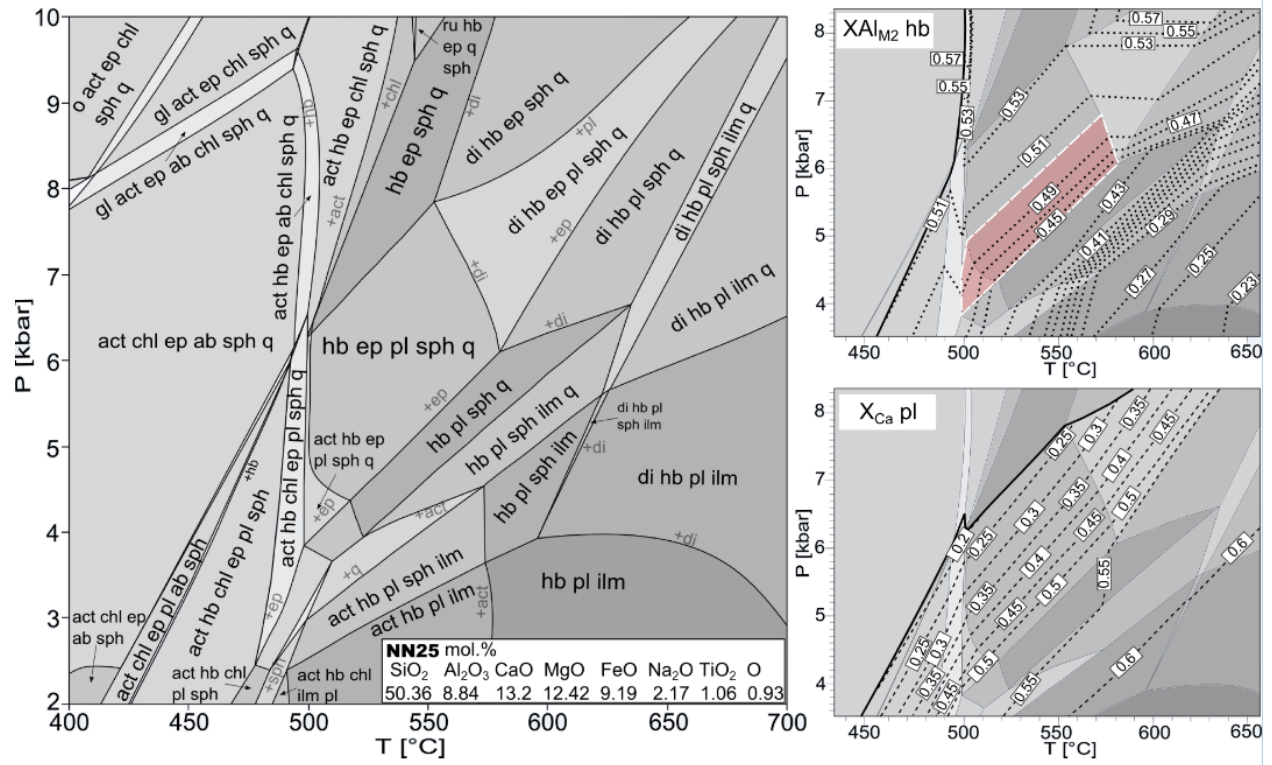 10
9
8
7
6
5
4
3
2
P [kbar]
400
450
500
550
600
650
700
T [°C]
o act ep chl
sph q
gl act ep chl sph q
gl act ep ab chl sph q
act hb ep ab chl sph q
+pl
act hb ep chl sph q
+act
+chl
ru hb
ep q
sph
hb ep sph q
+di
di hb ep sph q
+pl
di hb ep pl sph q
+ep
di hb pl sph q
di hb pl sph ilm q
di hb pl ilm q
act chl ep ab sph q
hb ep pl sph q
+di
+di
+ep
hb pl sph q
hb pl sph ilm q
di hb pl
sph ilm
+di
di hb pl ilm
hb pl sph ilm
act hb ep
pl sph q
+ep
+act
act hb chl ep pl sph q
+hb
act hb chl ep pl sph
act chl ep pl ab sph
act chl ep
ab sph
+q
+ep
act hb pl sph ilm
act hb pl ilm
+act
hb pl ilm
+di
act hb chl
pl sph
+sph
act hb chl
ilm pl
NN25 mol.%
SiO₂ Al₂O₃ CaO MgO FeO Na₂O TiO₂ O
50.36 8.84 13.2 12.42 9.19 2.17 1.06 0.93
XAl_M2 hb
8
7
6
5
4
P [kbar]
450
500
550
600
650
T [°C]
0.57
0.55
0.53
0.57
0.55
0.53
0.53
0.51
0.47
0.51
0.49
0.45
0.43
0.41
0.29
0.27
0.25
0.23
X_Ca pl
8
7
6
5
4
P [kbar]
450
500
550
600
650
T [°C]
0.25
0.3
0.35
0.45
0.4
0.35
0.5
0.3
0.45
0.2
0.25
0.4
0.5
0.55
0.6
0.35
0.45
0.25
0.3
0.5
0.35
0.45
0.55
0.6